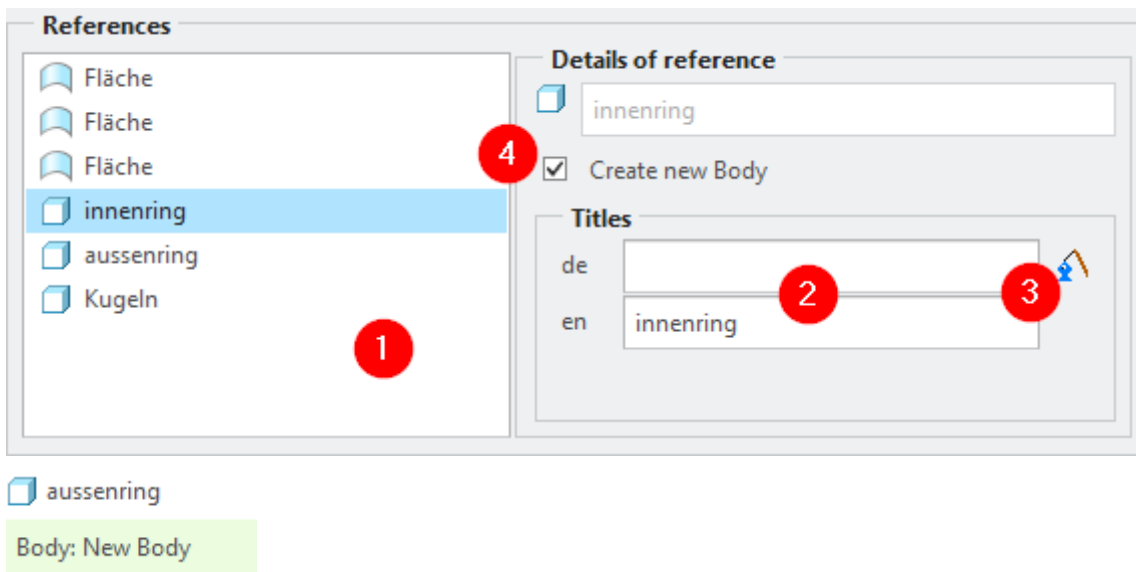 References
Fläche
Fläche
Fläche
innenring
aussenring
Kugeln
1
Details of reference
innenring
4
Create new Body
Titles
de
2
3
en
innenring
aussenring
Body: New Body